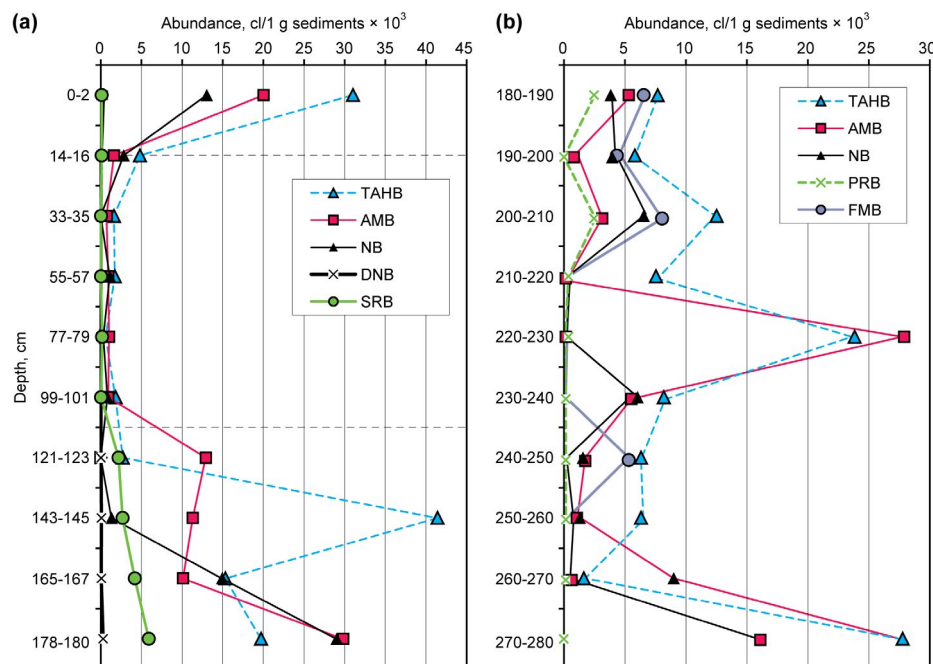 (a)
Abundance, cl/1 g sediments × 10³
0 5 10 15 20 25 30 35 40 45
Depth, cm
0-2
14-16
33-35
55-57
77-79
99-101
121-123
143-145
165-167
178-180
TAHB
AMB
NB
DNB
SRB
(b)
Abundance, cl/1 g sediments × 10³
0 5 10 15 20 25 30
180-190
190-200
200-210
210-220
220-230
230-240
240-250
250-260
260-270
270-280
TAHB
AMB
NB
PRB
FMB